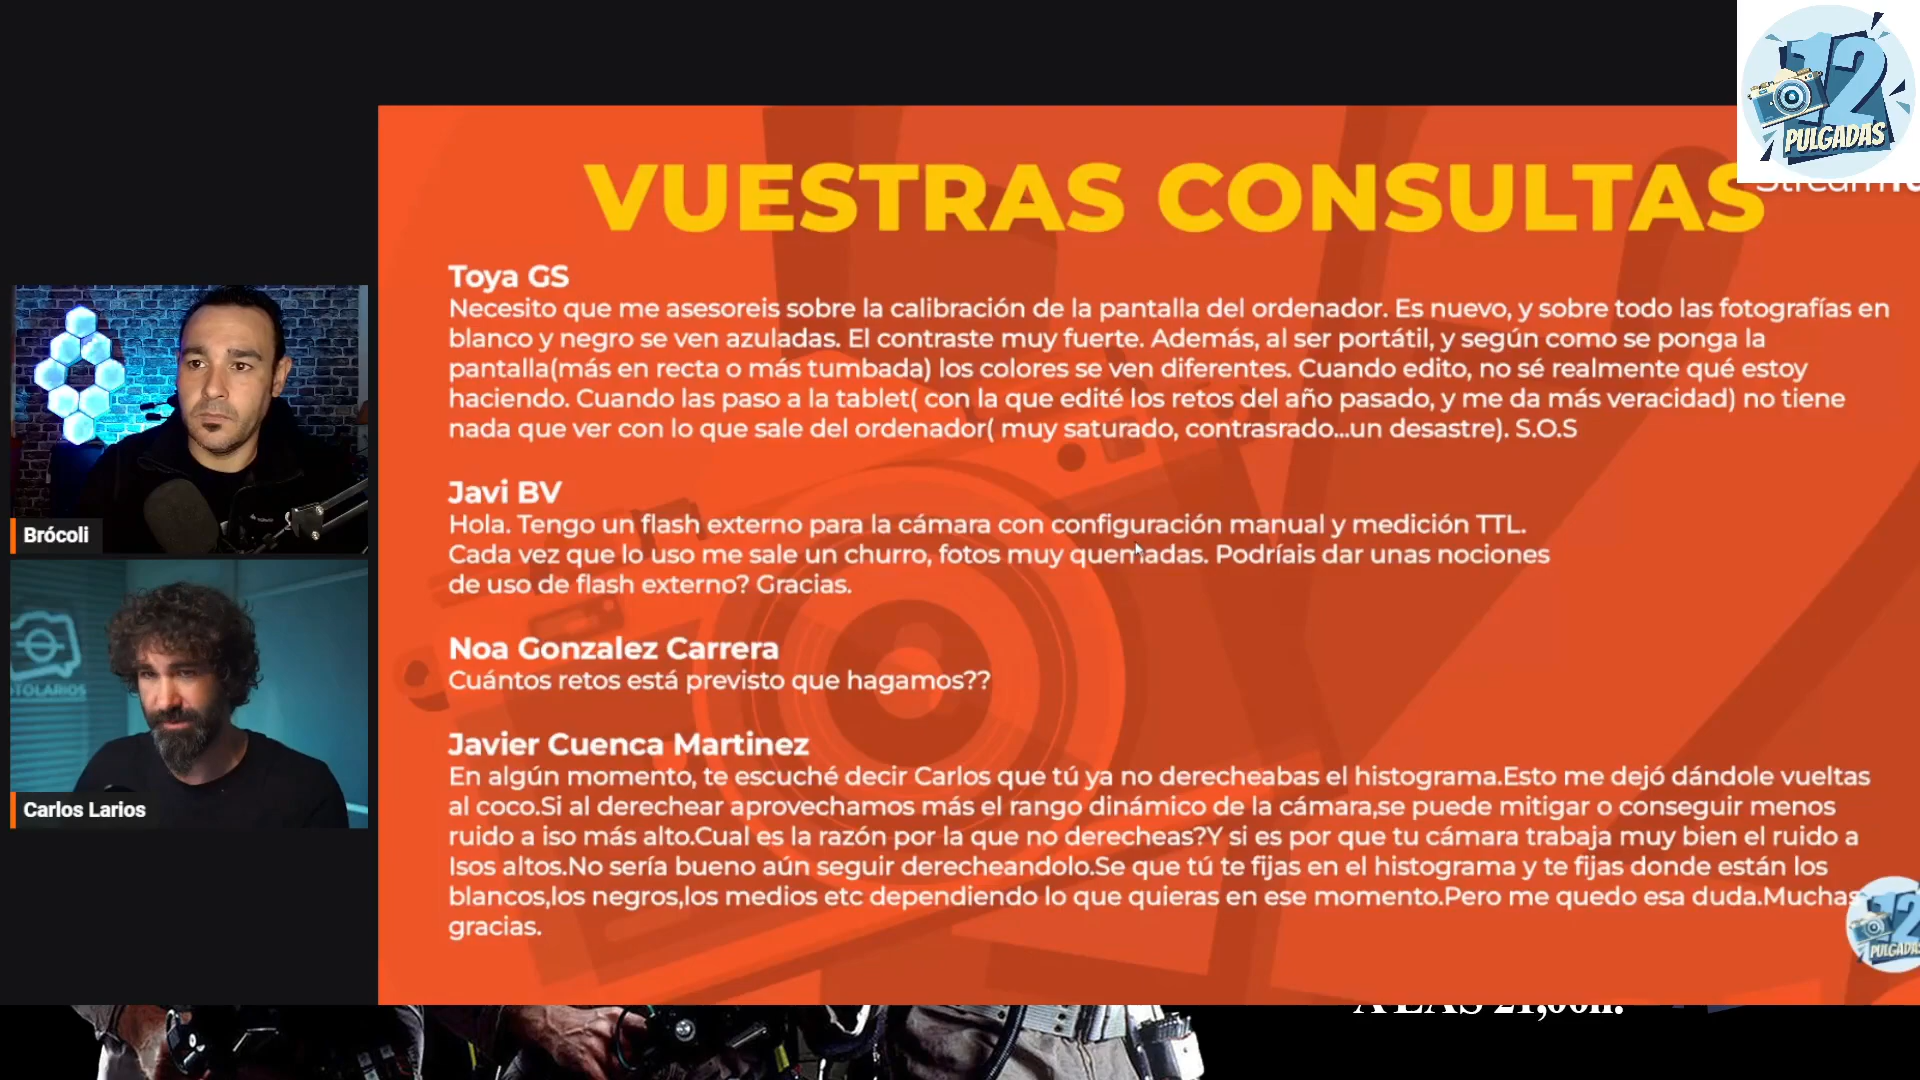 12
PULGADAS
VUESTRAS CONSULTAS
Toya GS
Necesito que me asesoreis sobre la calibración de la pantalla del ordenador. Es nuevo, y sobre todo las fotografías en
blanco y negro se ven azuladas. El contraste muy fuerte. Además, al ser portátil, y según como se ponga la
pantalla(más en recta o más tumbada) los colores se ven diferentes. Cuando edito, no sé realmente qué estoy
haciendo. Cuando las paso a la tablet( con la que edité los retos del año pasado, y me da más veracidad) no tiene
nada que ver con lo que sale del ordenador( muy saturado, contrasrado...un desastre). S.O.S
Javi BV
Hola. Tengo un flash externo para la cámara con configuración manual y medición TTL.
Cada vez que lo uso me sale un churro, fotos muy quemadas. Podríais dar unas nociones
de uso de flash externo? Gracias.
Noa Gonzalez Carrera
Cuántos retos está previsto que hagamos??
Javier Cuenca Martinez
En algún momento, te escuché decir Carlos que tú ya no derecheabas el histograma.Esto me dejó dándole vueltas
al coco.Si al derechear aprovechamos más el rango dinámico de la cámara,se puede mitigar o conseguir menos
ruido a iso más alto.Cual es la razón por la que no derecheas?Y si es por que tu cámara trabaja muy bien el ruido a
Isos altos.No sería bueno aún seguir derecheandolo.Se que tú te fijas en el histograma y te fijas donde están los
blancos,los negros,los medios etc dependiendo lo que quieras en ese momento.Pero me quedo esa duda.Muchas
gracias.
Brócoli
Carlos Larios
12
PULGADAS